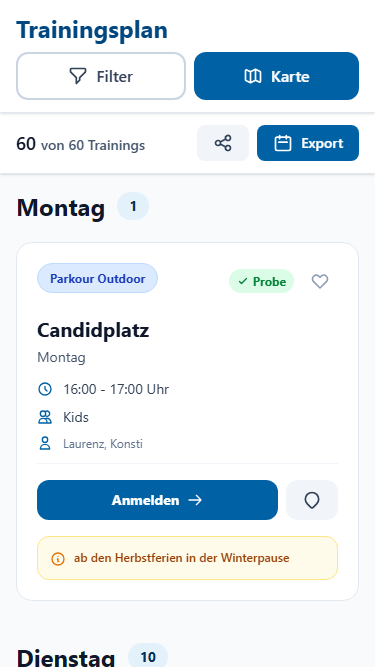 Trainingsplan
Filter
Karte
60 von 60 Trainings
Export
Montag 1
Parkour Outdoor
Probe
Candidplatz
Montag
16:00 - 17:00 Uhr
Kids
Laurenz, Konsti
Anmelden
ab den Herbstferien in der Winterpause
Dienstag 10